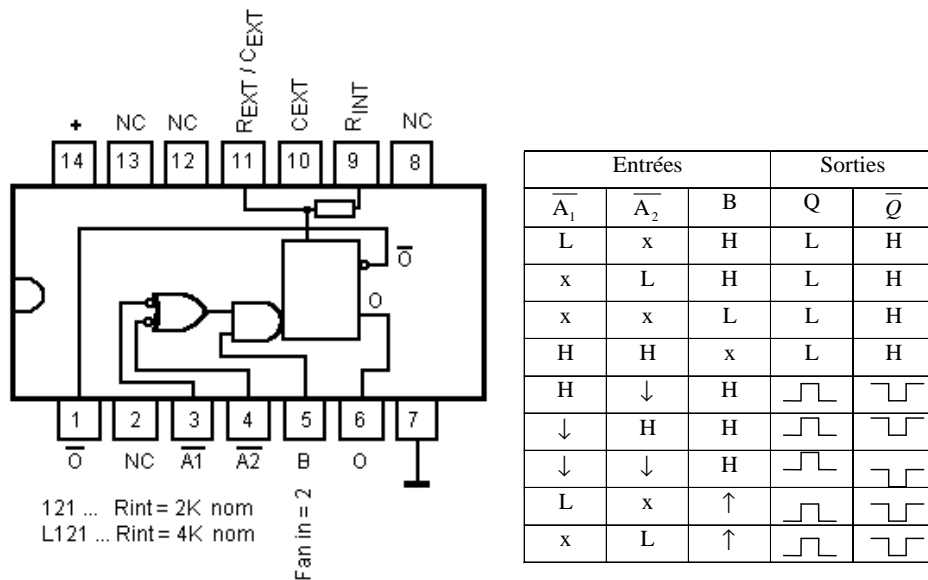 REXT / CEXT
CEXT
RINT
+ NC NC NC
14 13 12 11 10 9 8
O
O
1 2 3 4 5 6 7
O NC A1 A2 B O
Fan in = 2
121 ... Rint = 2K nom
L121 ... Rint = 4K nom
Entrées Sorties
A1 A2 B Q Q
L x H L H
x L H L H
x x L L H
H H x L H
H ↓ H
↓ H H
↓ ↓ H
L x ↑
x L ↑